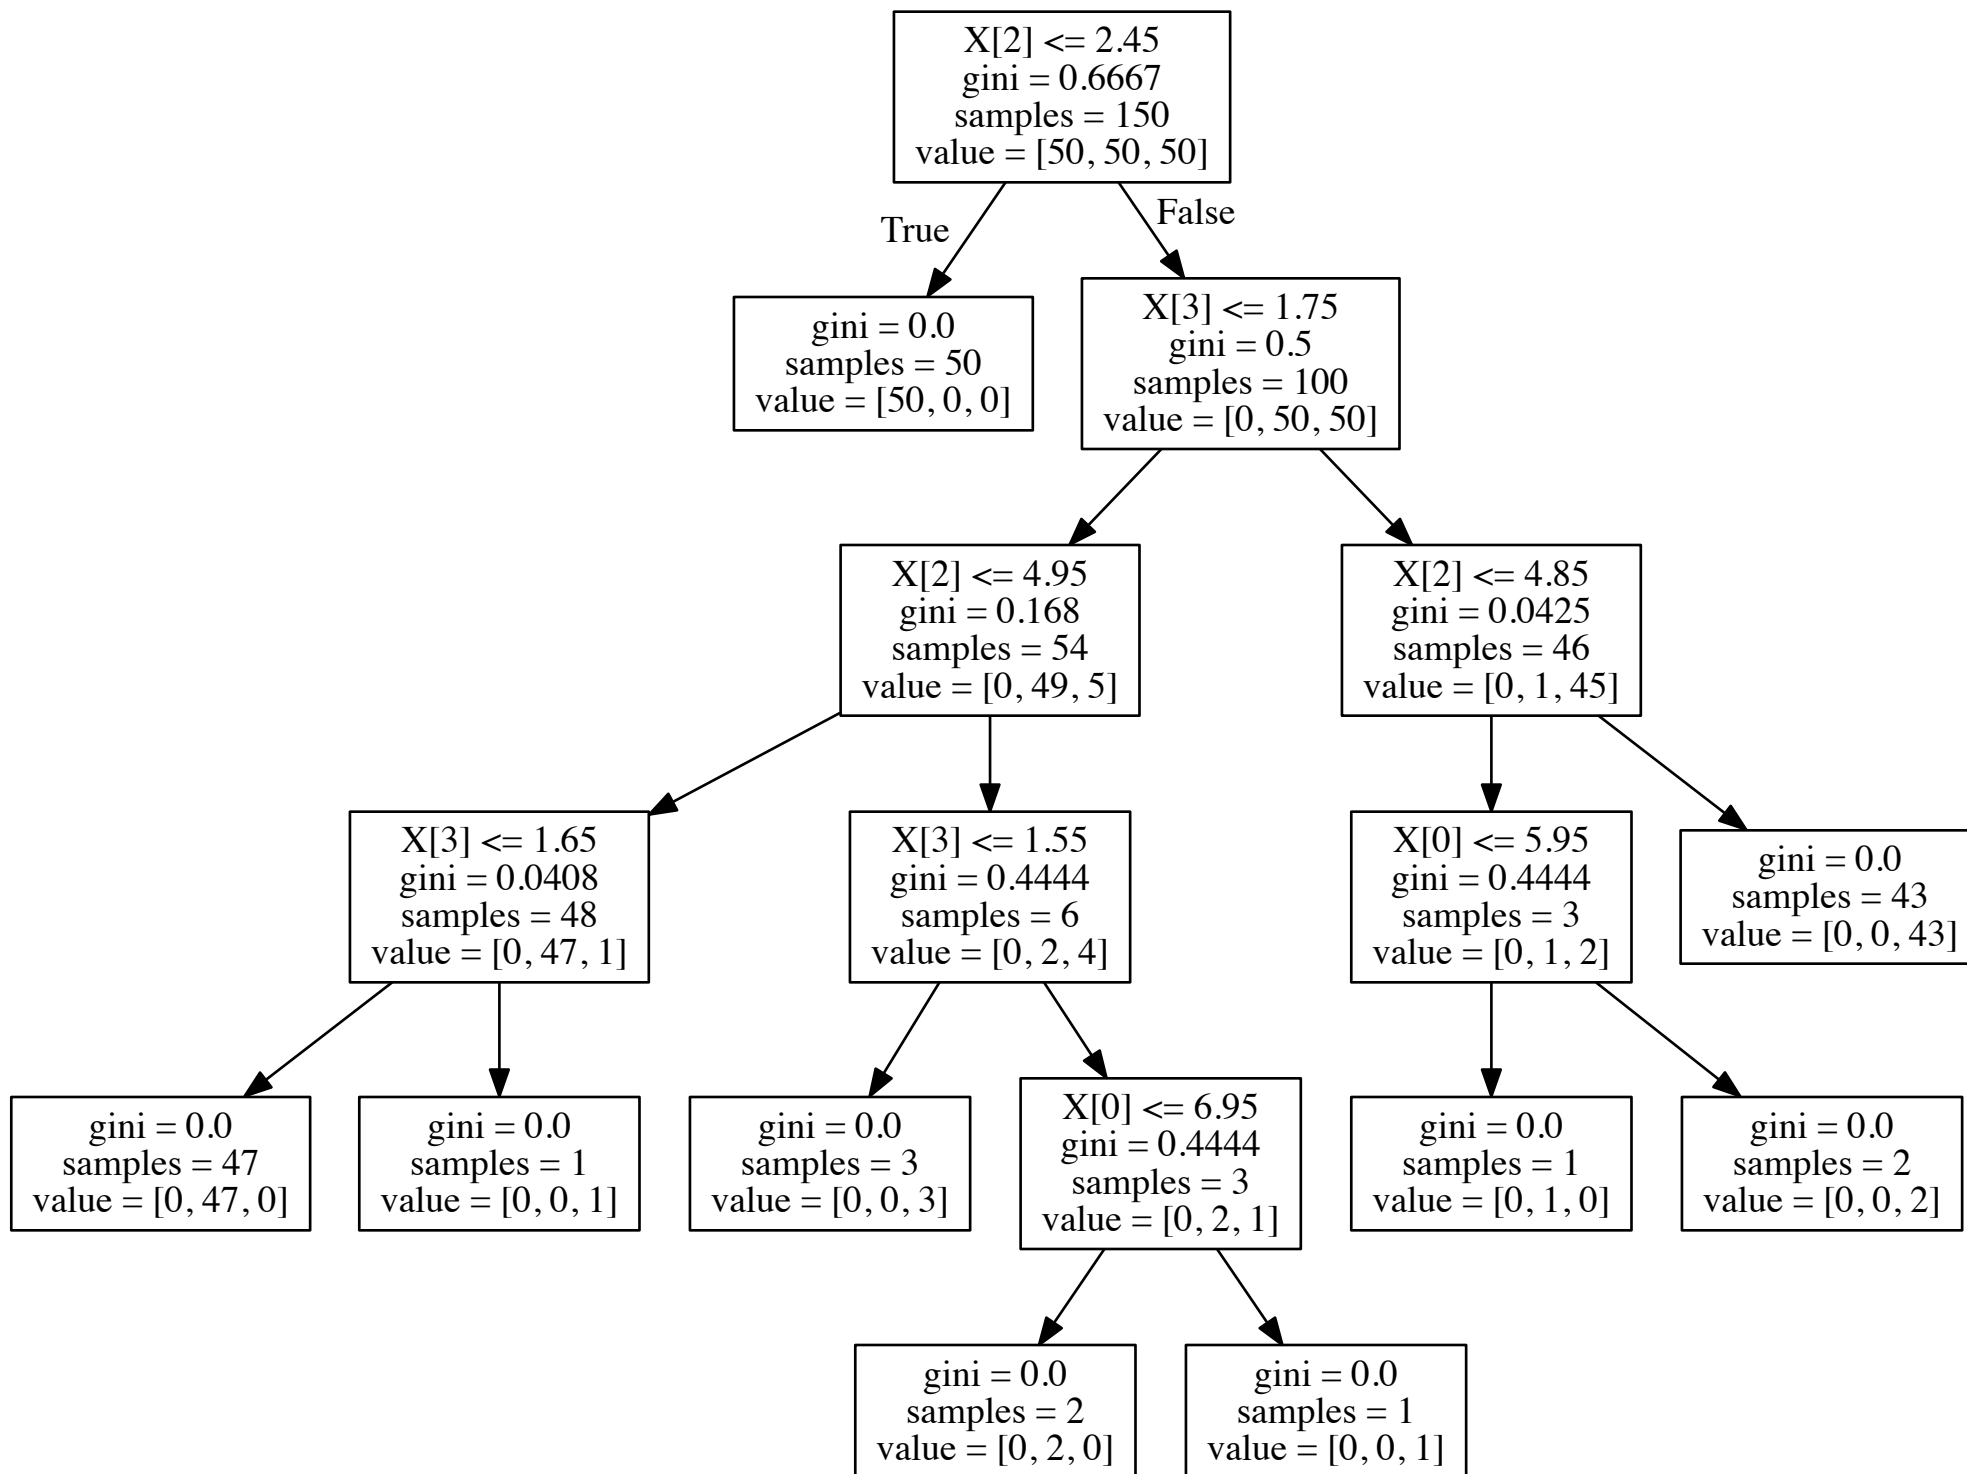 X[2] <= 2.45
gini = 0.6667
samples = 150
value = [50, 50, 50]
True
False
gini = 0.0
samples = 50
value = [50, 0, 0]
X[3] <= 1.75
gini = 0.5
samples = 100
value = [0, 50, 50]
X[2] <= 4.95
gini = 0.168
samples = 54
value = [0, 49, 5]
X[2] <= 4.85
gini = 0.0425
samples = 46
value = [0, 1, 45]
X[3] <= 1.65
gini = 0.0408
samples = 48
value = [0, 47, 1]
X[3] <= 1.55
gini = 0.4444
samples = 6
value = [0, 2, 4]
X[0] <= 5.95
gini = 0.4444
samples = 3
value = [0, 1, 2]
gini = 0.0
samples = 43
value = [0, 0, 43]
gini = 0.0
samples = 47
value = [0, 47, 0]
gini = 0.0
samples = 1
value = [0, 0, 1]
gini = 0.0
samples = 3
value = [0, 0, 3]
X[0] <= 6.95
gini = 0.4444
samples = 3
value = [0, 2, 1]
gini = 0.0
samples = 1
value = [0, 1, 0]
gini = 0.0
samples = 2
value = [0, 0, 2]
gini = 0.0
samples = 2
value = [0, 2, 0]
gini = 0.0
samples = 1
value = [0, 0, 1]